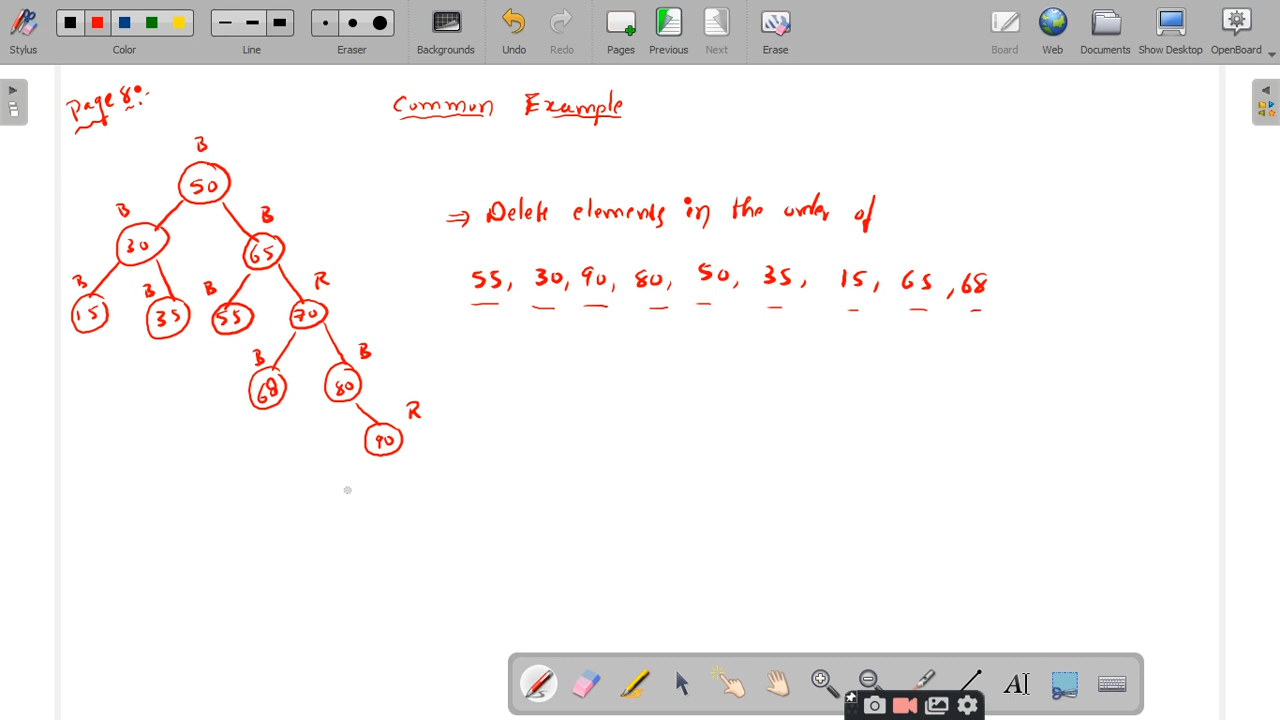 Stylus
Color
Line
Eraser
Backgrounds
Undo
Redo
Pages
Previous
Next
Erase
Board
Web
Documents
Show Desktop
OpenBoard
Page 8:
Common Example
B
50
B
30
B
65
B
15
B
35
B
55
R
70
B
68
B
80
R
90
⇒ Delete elements in the order of
55, 30, 90, 80, 50, 35, 15, 65, 68
A